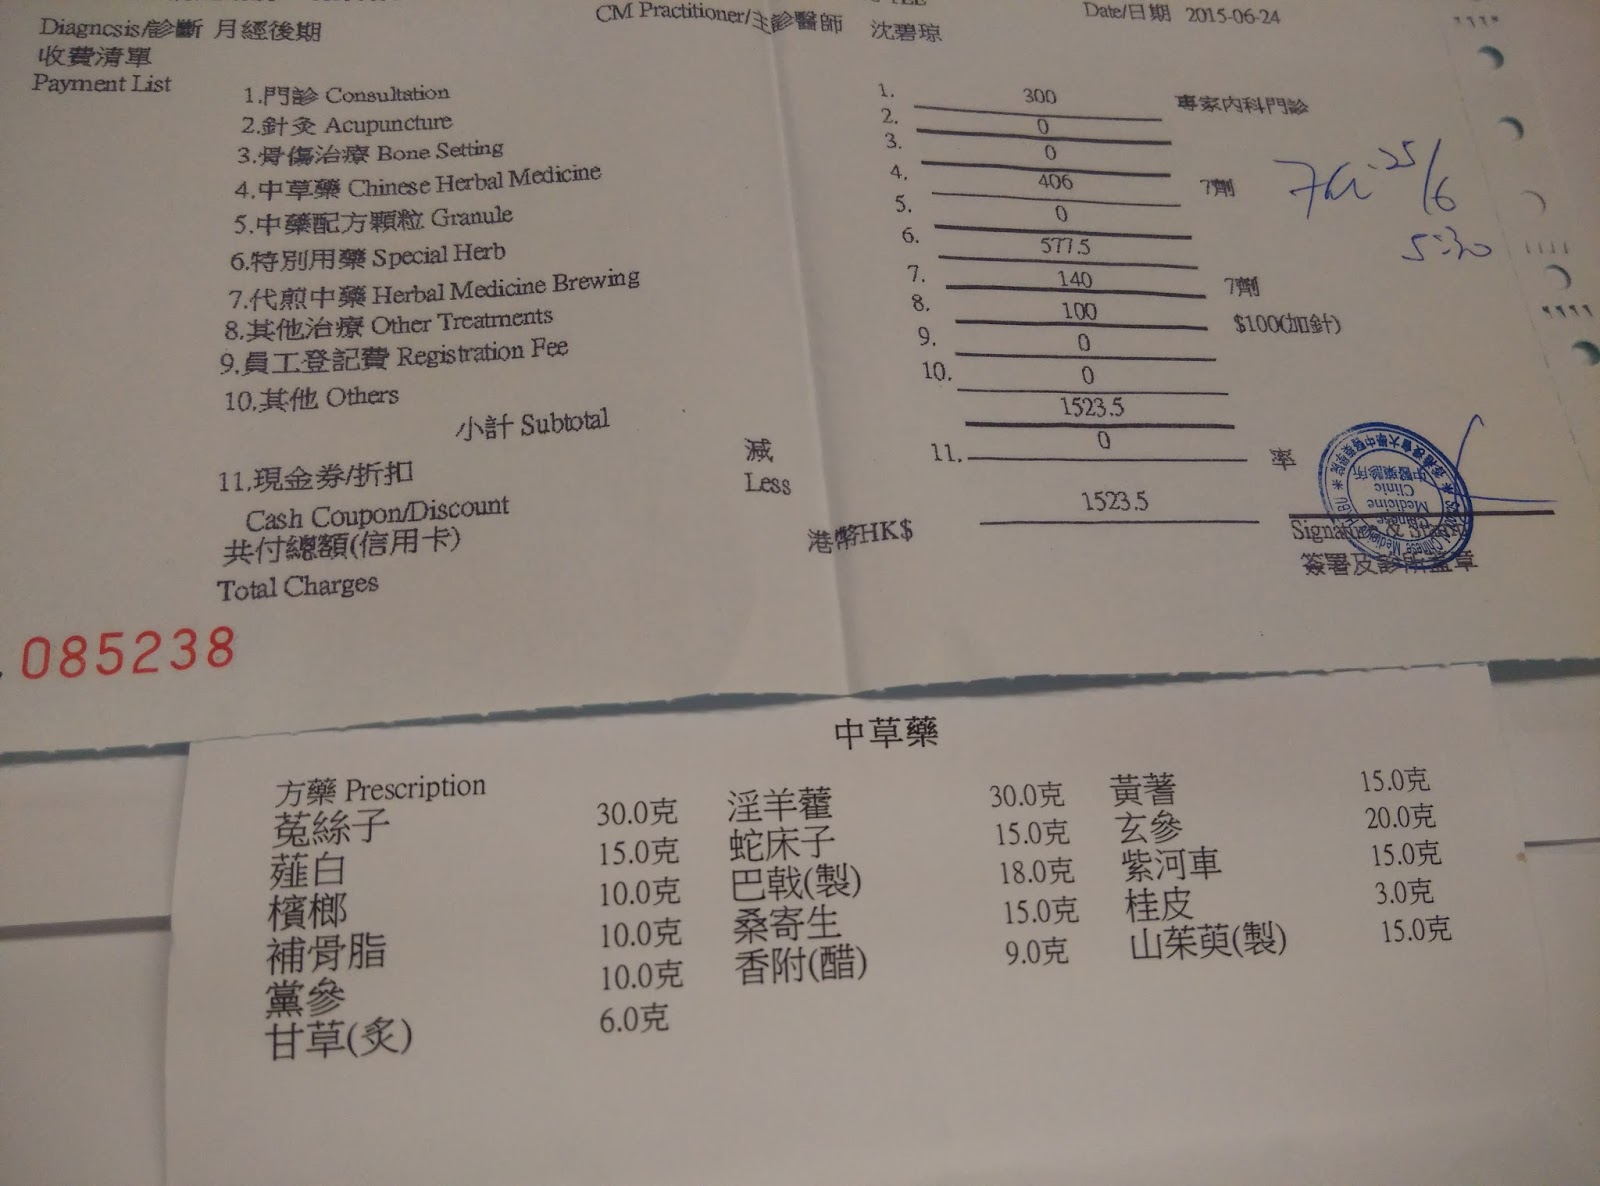 Diagnosis/診斷 月經後期 CM Practitioner/主診醫師 沈碧琼 Date/日期 2015-06-24
收費清單
Payment List
1.門診 Consultation 1. 300 專家內科門診
2.針灸 Acupuncture 2. 0
3.骨傷治療 Bone Setting 3. 0
4.中草藥 Chinese Herbal Medicine 4. 406 7劑
5.中藥配方顆粒 Granule 5. 0
6.特別用藥 Special Herb 6. 577.5
7.代煎中藥 Herbal Medicine Brewing 7. 140 7劑
8.其他治療 Other Treatments 8. 100 $100(加針)
9.員工登記費 Registration Fee 9. 0
10.其他 Others 10. 0
小計 Subtotal 1523.5
11.現金券/折扣 減 11. 0 率
Cash Coupon/Discount Less
共付總額(信用卡) 港幣HK$ 1523.5
Total Charges
25/6
5:30
Chinese
Medicine
Clinic
中醫藥診所
簽署及診所蓋章
085238
中草藥
方藥 Prescription
菟絲子 30.0克 淫羊藿 30.0克 黃蓍 15.0克
薤白 15.0克 蛇床子 15.0克 玄參 20.0克
檳榔 10.0克 巴戟(製) 18.0克 紫河車 15.0克
補骨脂 10.0克 桑寄生 15.0克 桂皮 3.0克
黨參 10.0克 香附(醋) 9.0克 山茱萸(製) 15.0克
甘草(炙) 6.0克